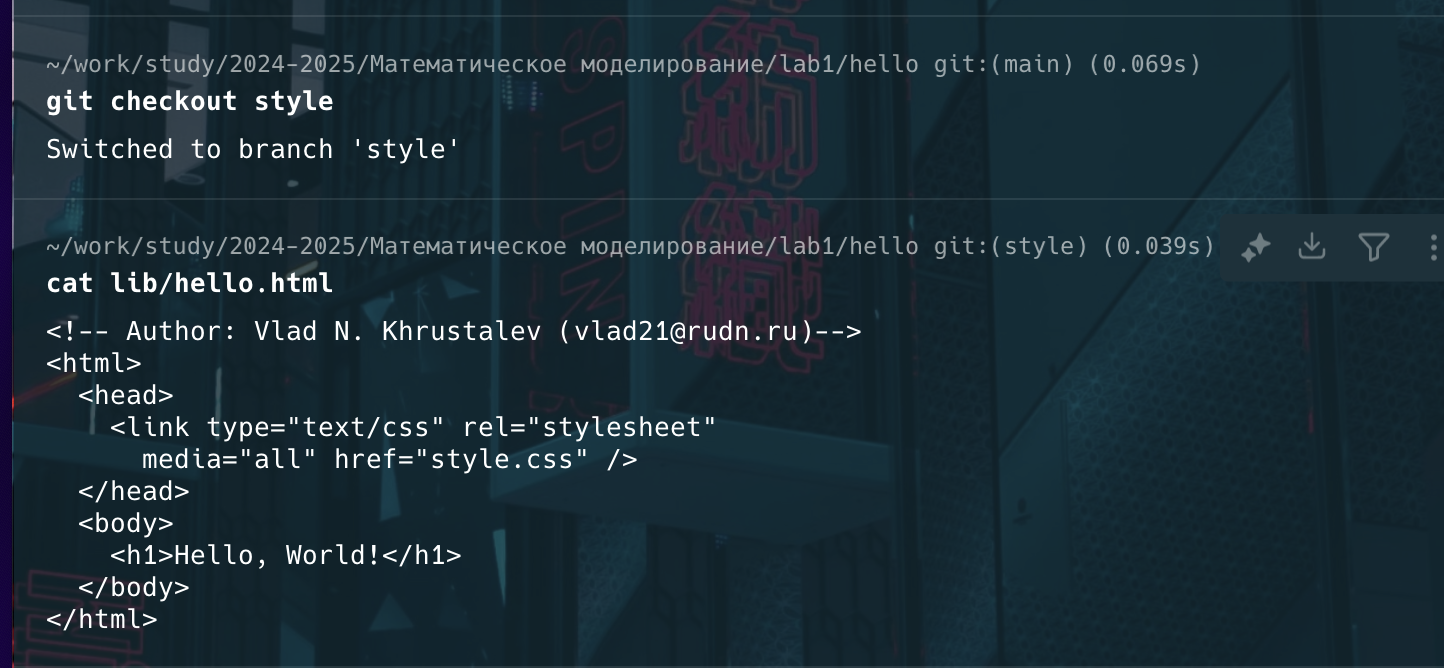 ~/work/study/2024-2025/Математическое моделирование/lab1/hello git:(main) (0.069s)
git checkout style
Switched to branch 'style'
~/work/study/2024-2025/Математическое моделирование/lab1/hello git:(style) (0.039s)
cat lib/hello.html
<!-- Author: Vlad N. Khrustalev (vlad21@rudn.ru)-->
<html>
  <head>
    <link type="text/css" rel="stylesheet"
      media="all" href="style.css" />
  </head>
  <body>
    <h1>Hello, World!</h1>
  </body>
</html>